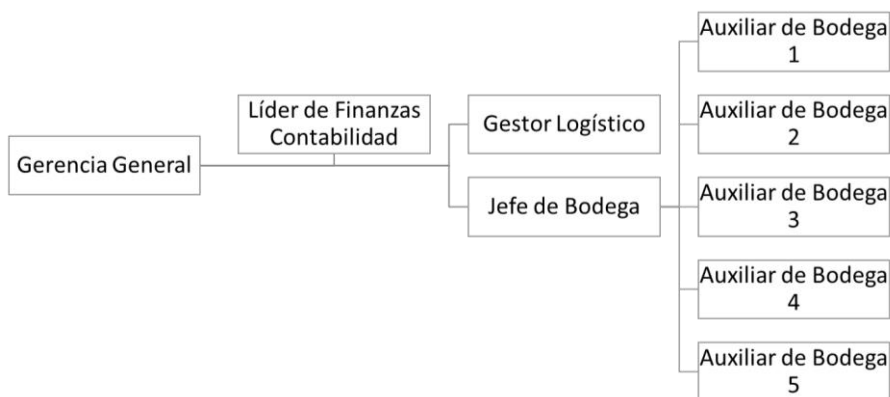 Gerencia General
Líder de Finanzas
Contabilidad
Gestor Logístico
Jefe de Bodega
Auxiliar de Bodega
1
Auxiliar de Bodega
2
Auxiliar de Bodega
3
Auxiliar de Bodega
4
Auxiliar de Bodega
5